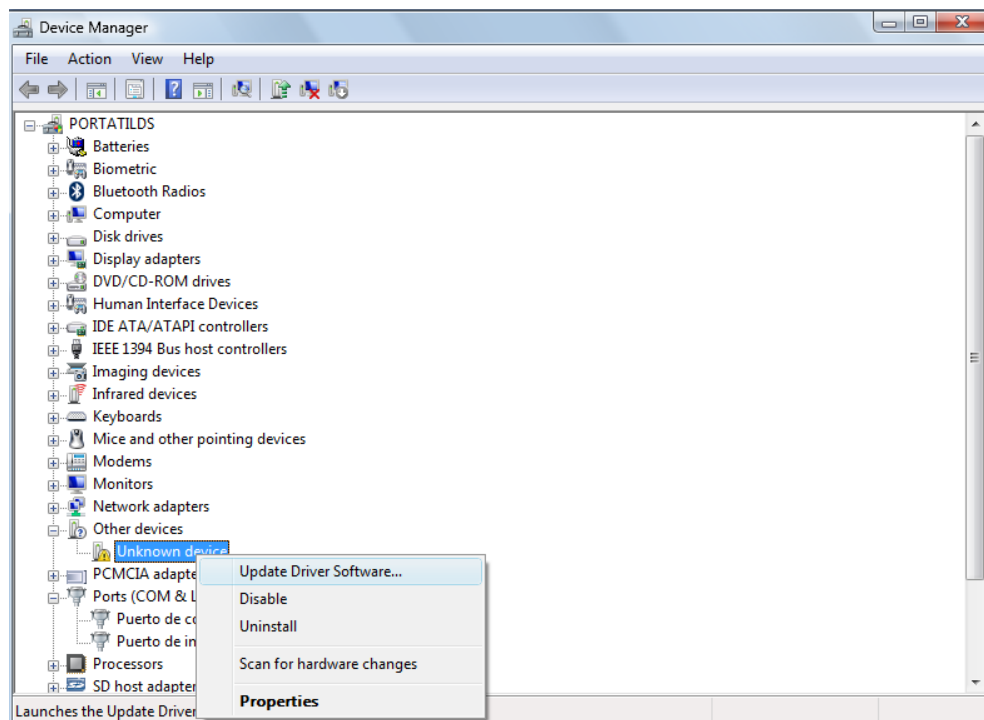 Device Manager
File Action View Help
PORTATILDS
Batteries
Biometric
Bluetooth Radios
Computer
Disk drives
Display adapters
DVD/CD-ROM drives
Human Interface Devices
IDE ATA/ATAPI controllers
IEEE 1394 Bus host controllers
Imaging devices
Infrared devices
Keyboards
Mice and other pointing devices
Modems
Monitors
Network adapters
Other devices
Unknown device
PCMCIA adapte
Ports (COM & L
Puerto de co
Puerto de in
Processors
SD host adapter
Update Driver Software...
Disable
Uninstall
Scan for hardware changes
Properties
Launches the Update Driver